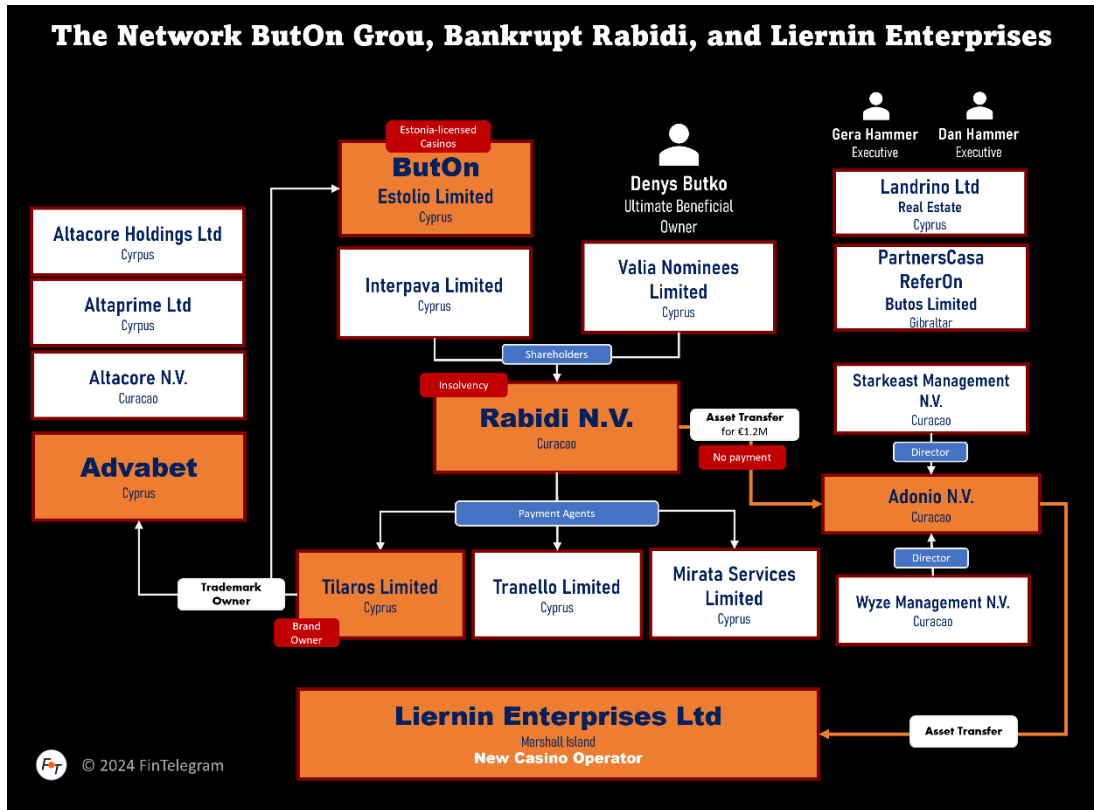 The Network ButOn Grou, Bankrupt Rabidi, and Liernin Enterprises
Estonia-licensed
Casinos
ButOn
Estolio Limited
Cyprus
Denys Butko
Ultimate Beneficial
Owner
Gera Hammer
Executive
Dan Hammer
Executive
Landrino Ltd
Real Estate
Cyprus
Altacore Holdings Ltd
Cyrpus
Interpava Limited
Cyprus
Valia Nominees
Limited
Cyprus
PartnersCasa
ReferOn
Butos Limited
Gibraltar
Altaprime Ltd
Cyrpus
Shareholders
Altacore N.V.
Curacao
Insolvency
Rabidi N.V.
Curacao
Asset Transfer
for €1.2M
No payment
Starkeast Management
N.V.
Curacao
Director
Advabet
Cyprus
Adonio N.V.
Curacao
Payment Agents
Director
Trademark
Owner
Tilaros Limited
Cyprus
Brand
Owner
Tranello Limited
Cyprus
Mirata Services
Limited
Cyprus
Wyze Management N.V.
Curacao
Liernin Enterprises Ltd
Marshall Island
New Casino Operator
Asset Transfer
FT © 2024 FinTelegram